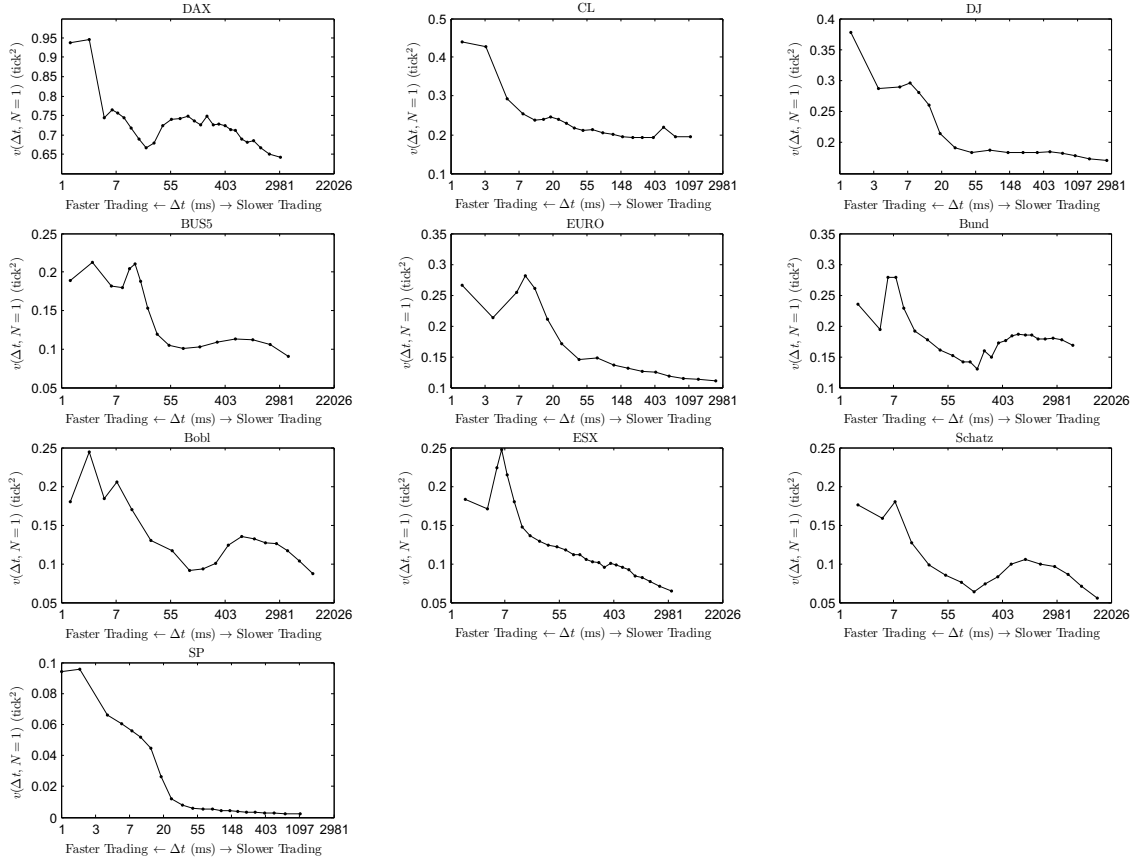 DAX
v(Δt, N = 1) (tick²)
0.95
0.9
0.85
0.8
0.75
0.7
0.65
1 7 55 403 2981 22026
Faster Trading ← Δt (ms) → Slower Trading
CL
v(Δt, N = 1) (tick²)
0.5
0.4
0.3
0.2
0.1
1 3 7 20 55 148 403 1097 2981
Faster Trading ← Δt (ms) → Slower Trading
DJ
v(Δt, N = 1) (tick²)
0.4
0.35
0.3
0.25
0.2
1 3 7 20 55 148 403 1097 2981
Faster Trading ← Δt (ms) → Slower Trading
BUS5
v(Δt, N = 1) (tick²)
0.25
0.2
0.15
0.1
0.05
1 7 55 403 2981 22026
Faster Trading ← Δt (ms) → Slower Trading
EURO
v(Δt, N = 1) (tick²)
0.35
0.3
0.25
0.2
0.15
0.1
1 3 7 20 55 148 403 1097 2981
Faster Trading ← Δt (ms) → Slower Trading
Bund
v(Δt, N = 1) (tick²)
0.35
0.3
0.25
0.2
0.15
0.1
1 7 55 403 2981 22026
Faster Trading ← Δt (ms) → Slower Trading
Bobl
v(Δt, N = 1) (tick²)
0.25
0.2
0.15
0.1
0.05
1 7 55 403 2981 22026
Faster Trading ← Δt (ms) → Slower Trading
ESX
v(Δt, N = 1) (tick²)
0.25
0.2
0.15
0.1
0.05
1 7 55 403 2981 22026
Faster Trading ← Δt (ms) → Slower Trading
Schatz
v(Δt, N = 1) (tick²)
0.25
0.2
0.15
0.1
0.05
1 7 55 403 2981 22026
Faster Trading ← Δt (ms) → Slower Trading
SP
v(Δt, N = 1) (tick²)
0.1
0.08
0.06
0.04
0.02
0
1 3 7 20 55 148 403 1097 2981
Faster Trading ← Δt (ms) → Slower Trading